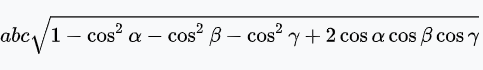 abc√(1 − cos² α − cos² β − cos² γ + 2 cos α cos β cos γ)